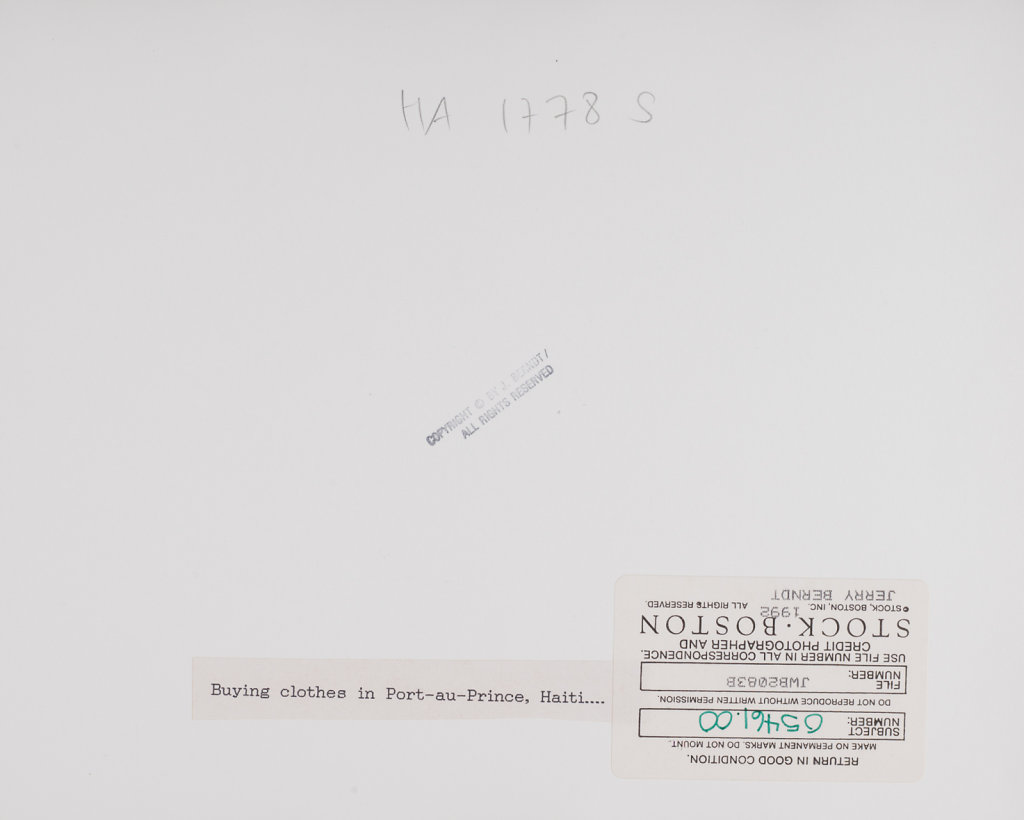 HA 1778 S
COPYRIGHT © BY J. BERNDT /
ALL RIGHTS RESERVED
Buying clothes in Port-au-Prince, Haiti....
RETURN IN GOOD CONDITION.
MAKE NO PERMANENT MARKS. DO NOT MOUNT.
SUBJECT NUMBER: 05461.00
DO NOT REPRODUCE WITHOUT WRITTEN PERMISSION.
FILE NUMBER: JWB2083B
USE FILE NUMBER IN ALL CORRESPONDENCE.
CREDIT PHOTOGRAPHER AND
STOCK·BOSTON
© STOCK, BOSTON, INC. 1992 ALL RIGHTS RESERVED.
JERRY BERNDT